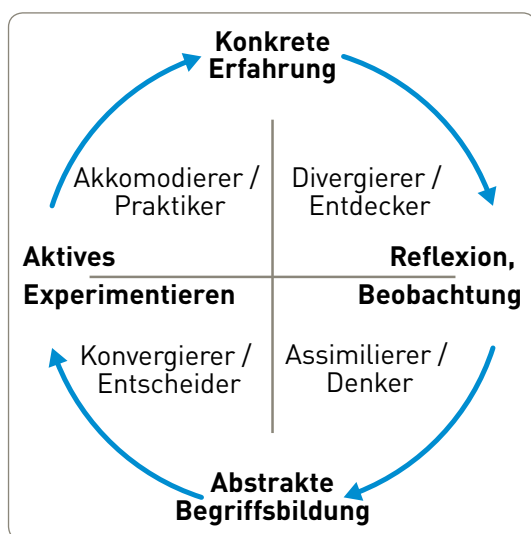 Konkrete
Erfahrung
Akkomodierer /
Praktiker
Divergierer /
Entdecker
Aktives
Experimentieren
Reflexion,
Beobachtung
Konvergierer /
Entscheider
Assimilierer /
Denker
Abstrakte
Begriffsbildung